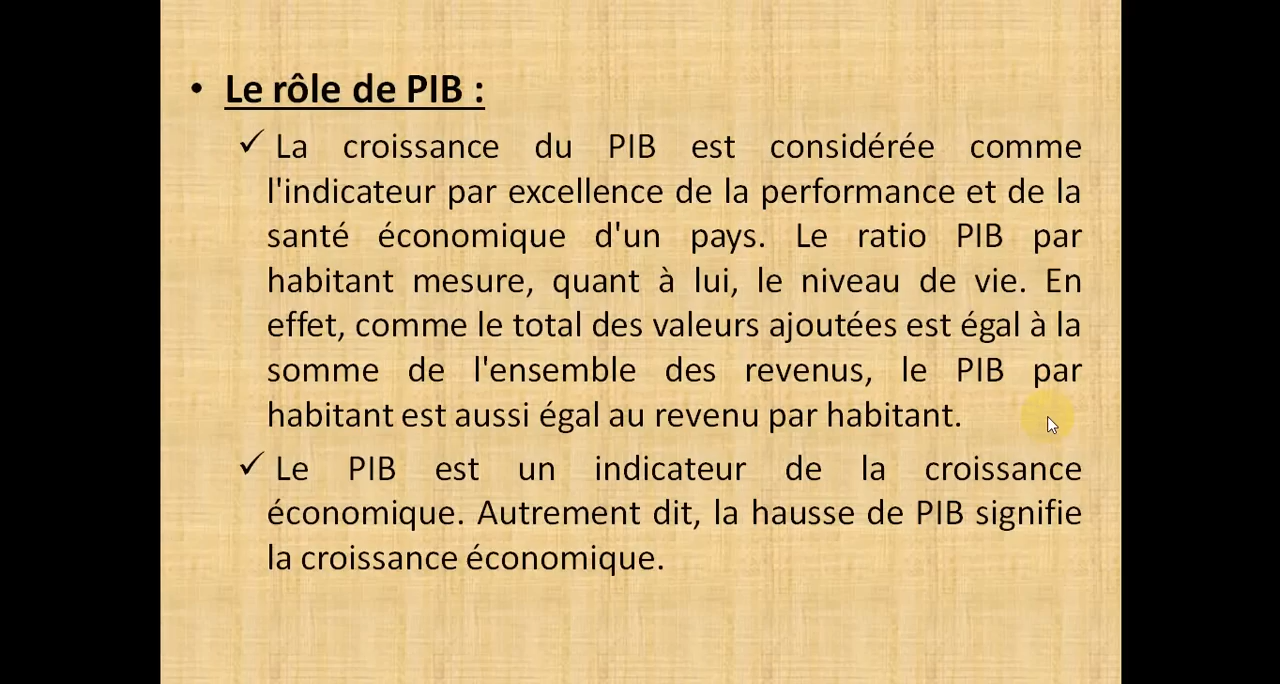 • Le rôle de PIB :
✓ La croissance du PIB est considérée comme
l'indicateur par excellence de la performance et de la
santé économique d'un pays. Le ratio PIB par
habitant mesure, quant à lui, le niveau de vie. En
effet, comme le total des valeurs ajoutées est égal à la
somme de l'ensemble des revenus, le PIB par
habitant est aussi égal au revenu par habitant.
✓ Le PIB est un indicateur de la croissance
économique. Autrement dit, la hausse de PIB signifie
la croissance économique.